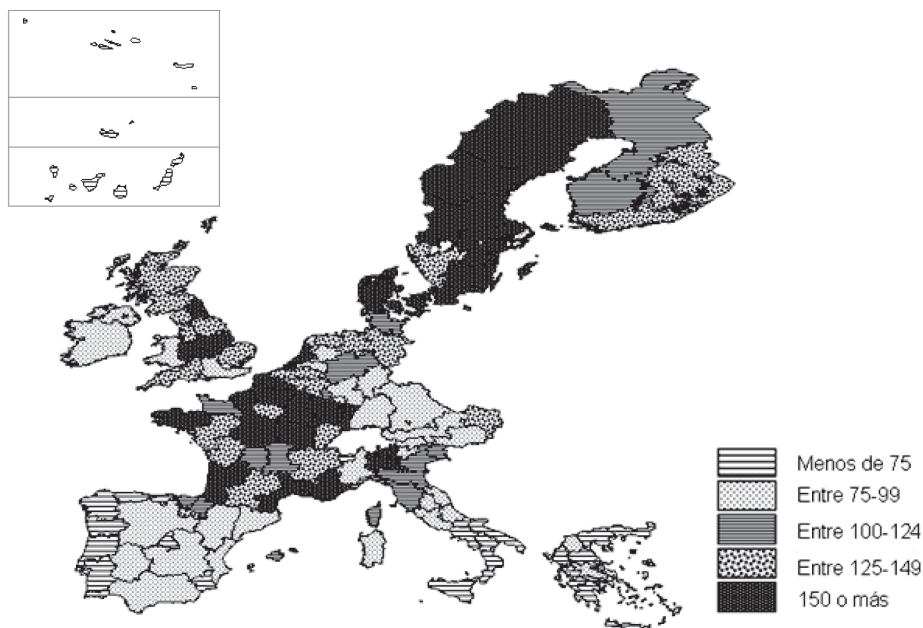 Menos de 75
Entre 75-99
Entre 100-124
Entre 125-149
150 o más